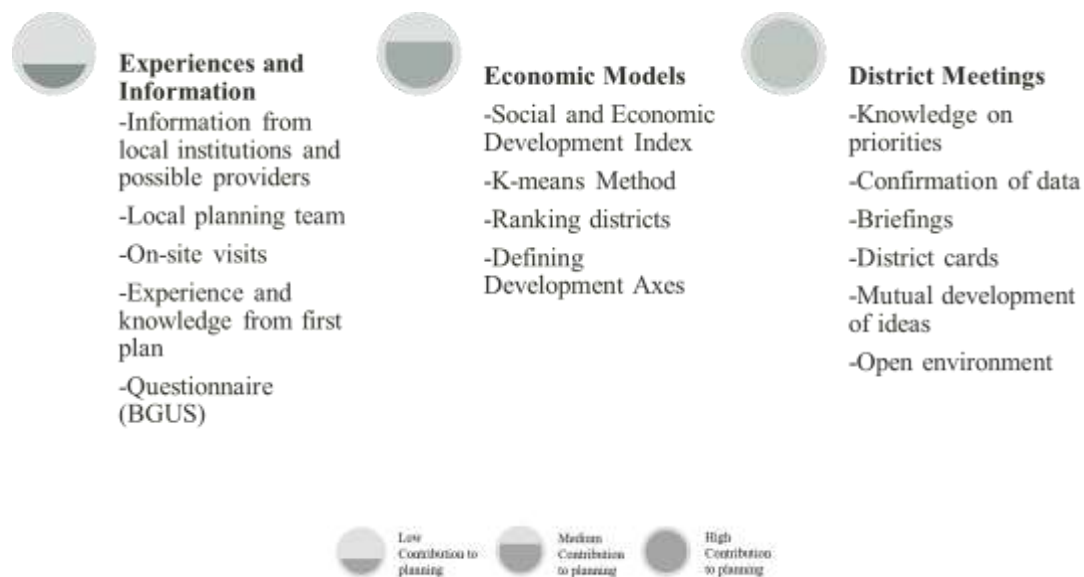 Experiences and
Information
-Information from
local institutions and
possible providers
-Local planning team
-On-site visits
-Experience and
knowledge from first
plan
-Questionnaire
(BGUS)
Economic Models
-Social and Economic
Development Index
-K-means Method
-Ranking districts
-Defining
Development Axes
District Meetings
-Knowledge on
priorities
-Confirmation of data
-Briefings
-District cards
-Mutual development
of ideas
-Open environment
Low
Contribution to
planning
Medium
Contribution
to planning
High
Contribution
to planning